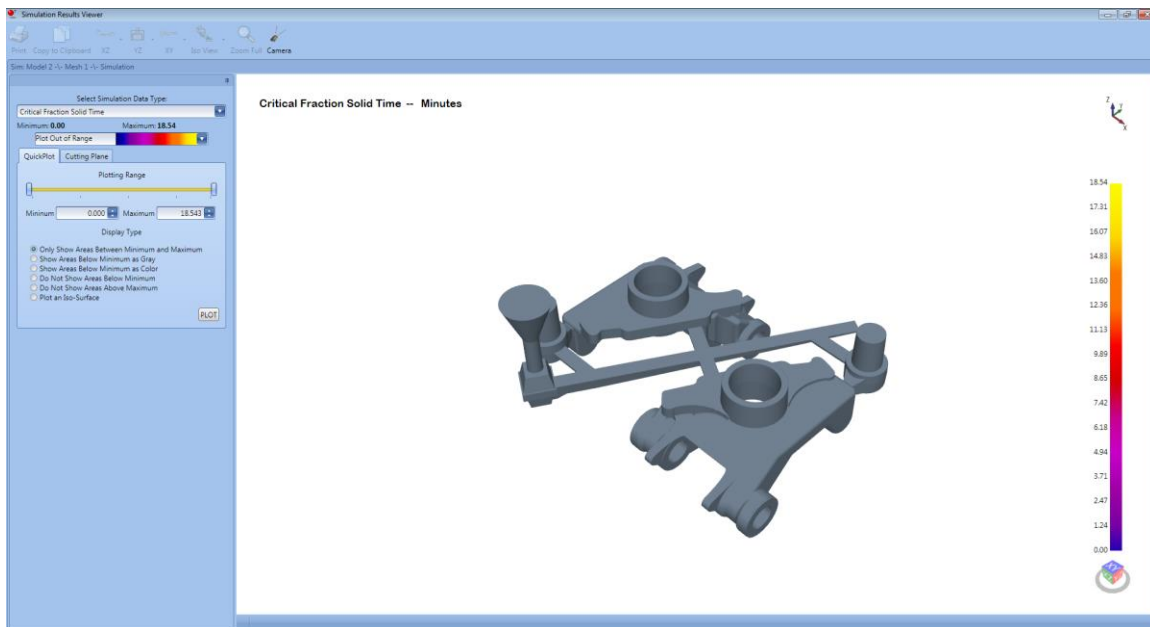 Simulation Results Viewer
Print Copy to Clipboard XZ YZ XY Iso View Zoom Full Camera
Sim Model 2 -\- Mesh 1 -\- Simulation
Select Simulation Data Type:
Critical Fraction Solid Time
Minimum: 0.00 Maximum: 18.54
Plot Out of Range
QuickPlot Cutting Plane
Plotting Range
Mininum 0.000 Maximum 18.543
Display Type
Only Show Areas Between Minimum and Maximum
Show Areas Below Minimum as Gray
Show Areas Below Minimum as Color
Do Not Show Areas Below Minimum
Do Not Show Areas Above Maximum
Plot an Iso-Surface
PLOT
Critical Fraction Solid Time -- Minutes
Z
Y
X
18.54
17.31
16.07
14.83
13.60
12.36
11.13
9.89
8.65
7.42
6.18
4.94
3.71
2.47
1.24
0.00
XY